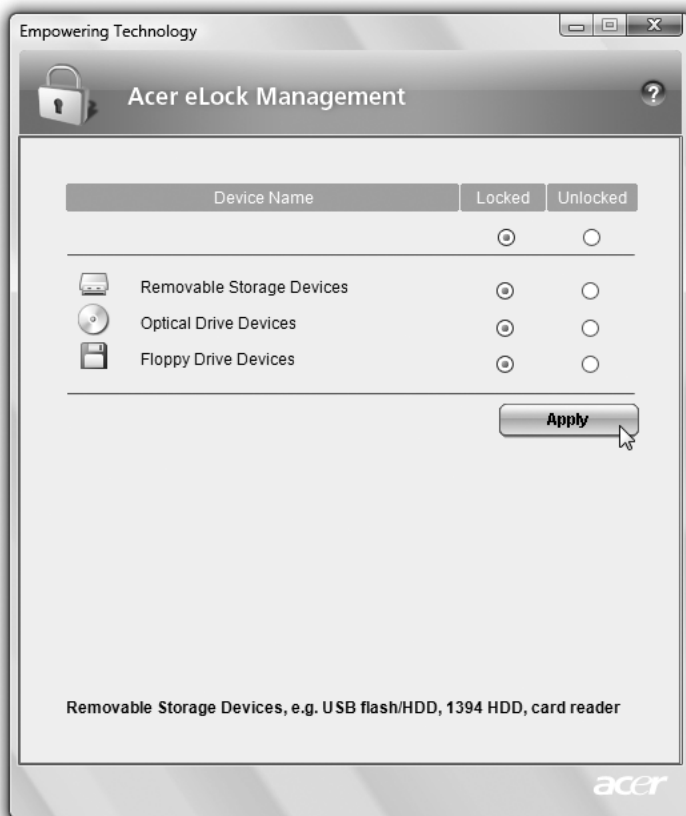 Empowering Technology
Acer eLock Management
?
Device Name Locked Unlocked
Removable Storage Devices
Optical Drive Devices
Floppy Drive Devices
Apply
Removable Storage Devices, e.g. USB flash/HDD, 1394 HDD, card reader
acer